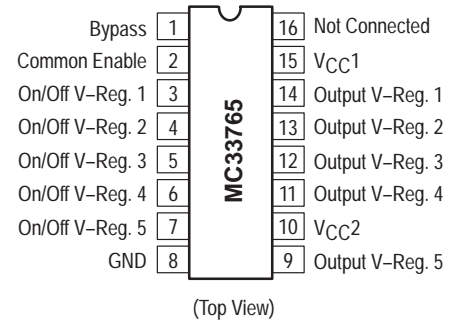 Bypass 1 16 Not Connected
Common Enable 2 15 VCC1
On/Off V–Reg. 1 3 14 Output V–Reg. 1
On/Off V–Reg. 2 4 13 Output V–Reg. 2
On/Off V–Reg. 3 5 12 Output V–Reg. 3
On/Off V–Reg. 4 6 11 Output V–Reg. 4
On/Off V–Reg. 5 7 10 VCC2
GND 8 9 Output V–Reg. 5
MC33765
(Top View)